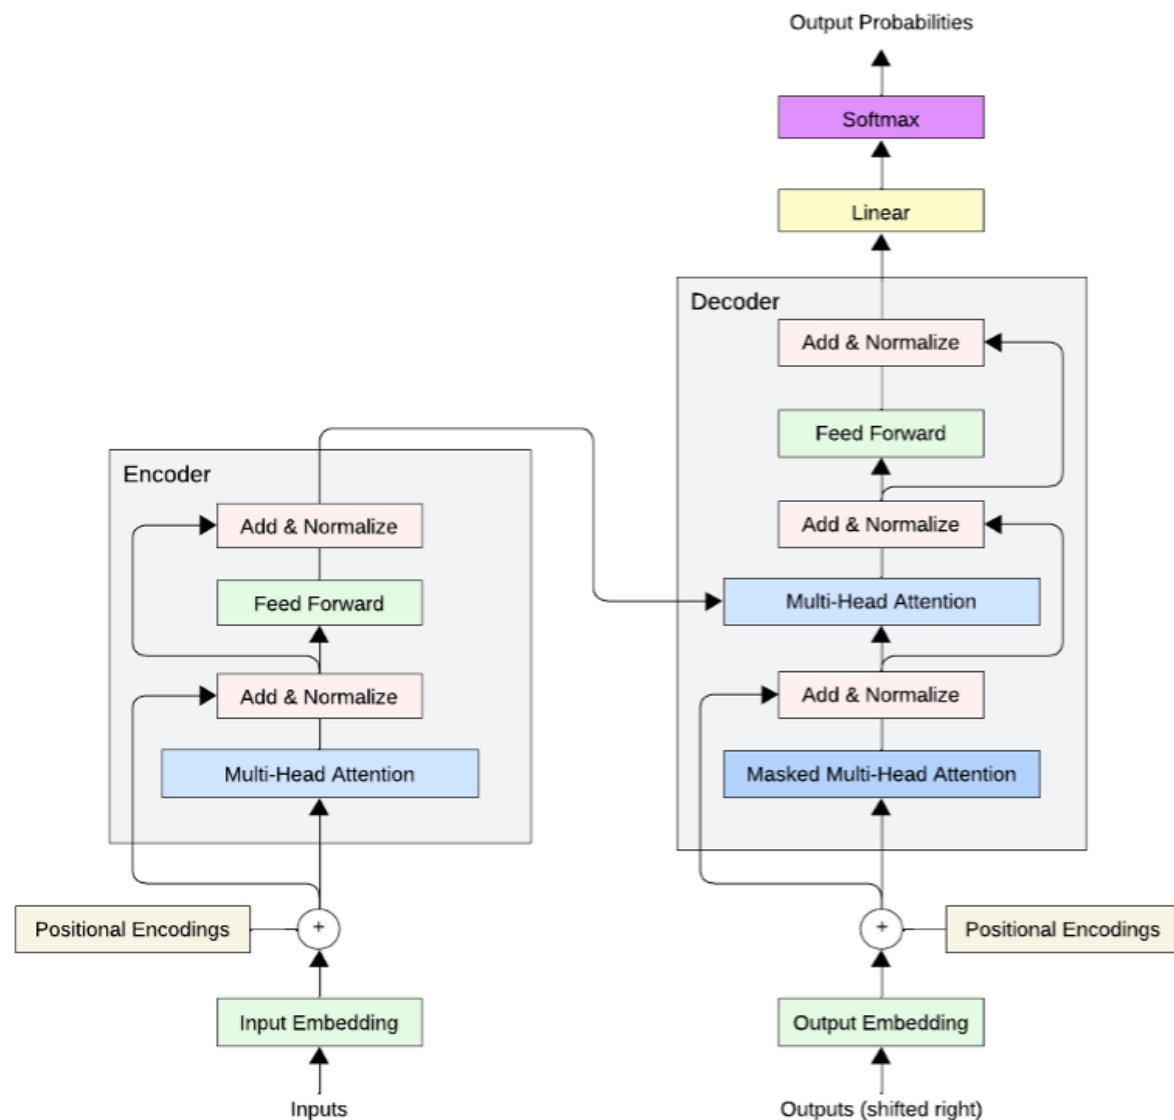 Output Probabilities
Softmax
Linear
Decoder
Add & Normalize
Feed Forward
Add & Normalize
Multi-Head Attention
Add & Normalize
Masked Multi-Head Attention
+
Positional Encodings
Output Embedding
Outputs (shifted right)
Encoder
Add & Normalize
Feed Forward
Add & Normalize
Multi-Head Attention
Positional Encodings
+
Input Embedding
Inputs